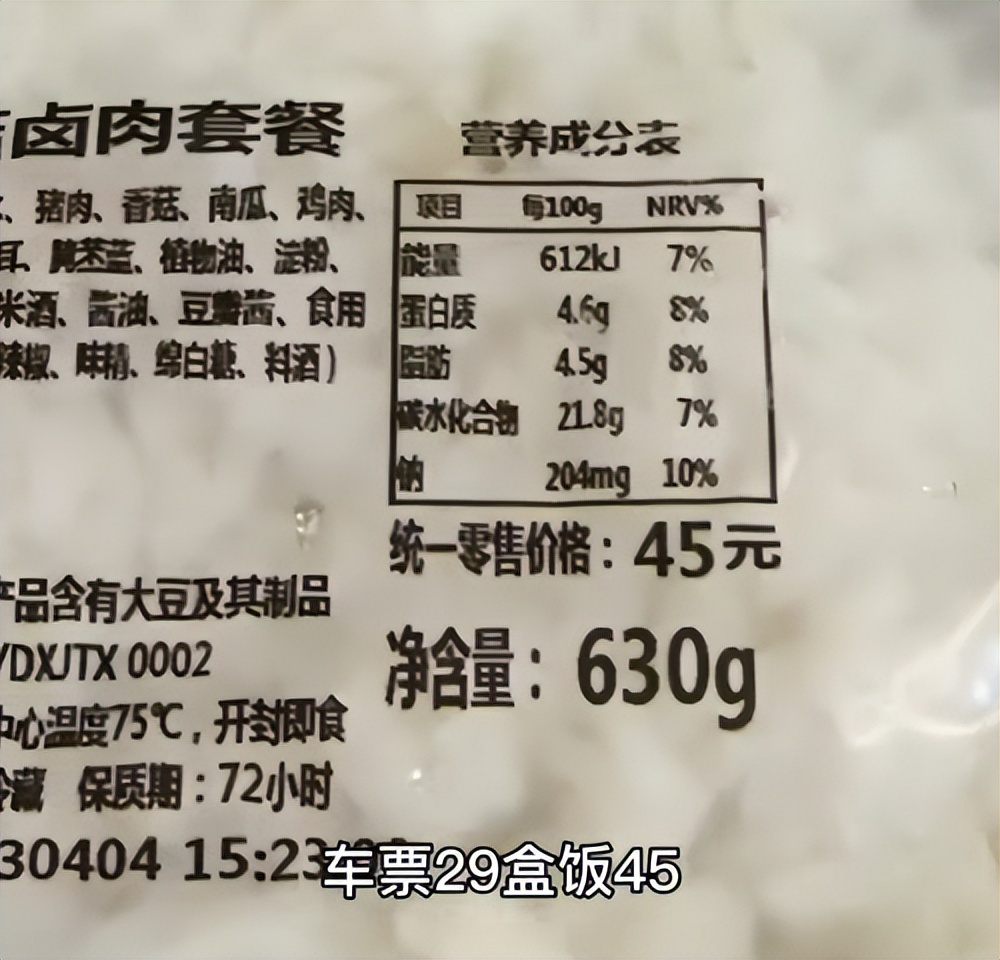 卤肉套餐
、猪肉、香菇、南瓜、鸡肉、
耳、腌苤蓝、植物油、淀粉、
米酒、酱油、豆瓣酱、食用
辣椒、味精、绵白糖、料酒)
产品含有大豆及其制品
/DXJTX 0002
中心温度75℃,开封即食
冷藏 保质期:72小时
30404 15:23
营养成分表
项目 每100g NRV%
能量 612kJ 7%
蛋白质 4.6g 8%
脂肪 4.5g 8%
碳水化合物 21.8g 7%
钠 204mg 10%
统一零售价格:45元
净含量:630g
车票29盒饭45